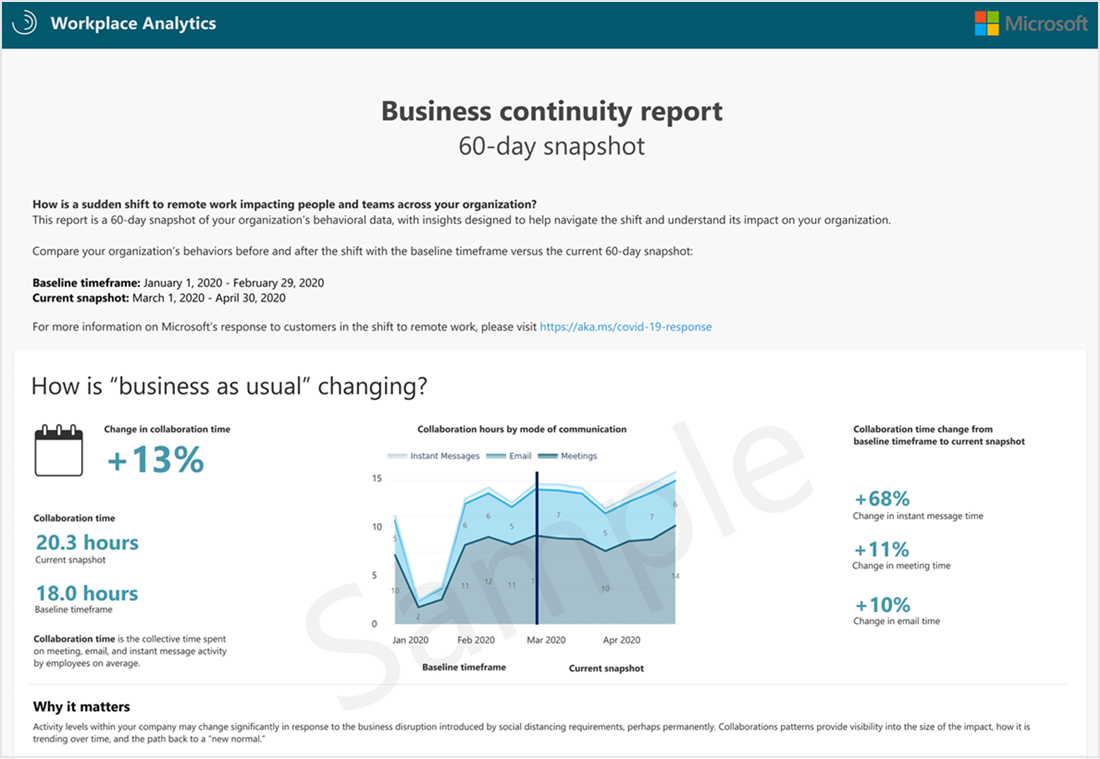 Workplace Analytics
Microsoft
Business continuity report
60-day snapshot
How is a sudden shift to remote work impacting people and teams across your organization?
This report is a 60-day snapshot of your organization's behavioral data, with insights designed to help navigate the shift and understand its impact on your organization.
Compare your organization's behaviors before and after the shift with the baseline timeframe versus the current 60-day snapshot:
Baseline timeframe: January 1, 2020 - February 29, 2020
Current snapshot: March 1, 2020 - April 30, 2020
For more information on Microsoft's response to customers in the shift to remote work, please visit https://aka.ms/covid-19-response
How is "business as usual" changing?
Change in collaboration time
+13%
Collaboration time
20.3 hours
Current snapshot
18.0 hours
Baseline timeframe
Collaboration time is the collective time spent
on meeting, email, and instant message activity
by employees on average.
Collaboration hours by mode of communication
Instant Messages Email Meetings
15
10
5
0
5 6 6 5 7 5 7 6
10 2 11 12 11 10 14
Jan 2020 Feb 2020 Mar 2020 Apr 2020
Baseline timeframe Current snapshot
Collaboration time change from
baseline timeframe to current snapshot
+68%
Change in instant message time
+11%
Change in meeting time
+10%
Change in email time
Sample
Why it matters
Activity levels within your company may change significantly in response to the business disruption introduced by social distancing requirements, perhaps permanently. Collaborations patterns provide visibility into the size of the impact, how it is
trending over time, and the path back to a "new normal."